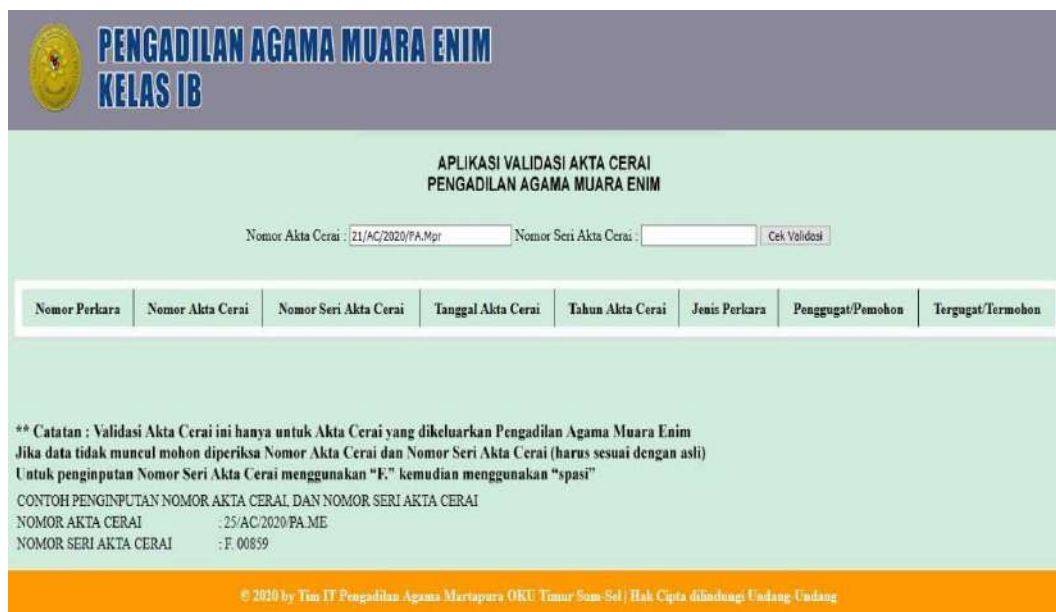 PENGADILAN AGAMA MUARA ENIM
KELAS IB
APLIKASI VALIDASI AKTA CERAI
PENGADILAN AGAMA MUARA ENIM
Nomor Akta Cerai : 21/AC/2020/PA.Mpr Nomor Seri Akta Cerai : Cek Validasi
Nomor Perkara Nomor Akta Cerai Nomor Seri Akta Cerai Tanggal Akta Cerai Tahun Akta Cerai Jenis Perkara Penggugat/Pemohon Tergugat/Termohon
** Catatan : Validasi Akta Cerai ini hanya untuk Akta Cerai yang dikeluarkan Pengadilan Agama Muara Enim
Jika data tidak muncul mohon diperiksa Nomor Akta Cerai dan Nomor Seri Akta Cerai (harus sesuai dengan asli)
Untuk penginputan Nomor Seri Akta Cerai menggunakan “F.” kemudian menggunakan “spasi”
CONTOH PENGINPUTAN NOMOR AKTA CERAI, DAN NOMOR SERI AKTA CERAI
NOMOR AKTA CERAI : 25/AC/2020/PA.ME
NOMOR SERI AKTA CERAI : F. 00859
© 2020 by Tim IT Pengadilan Agama Martapura OKU Timur Sum-Sel | Hak Cipta dilindungi Undang-Undang